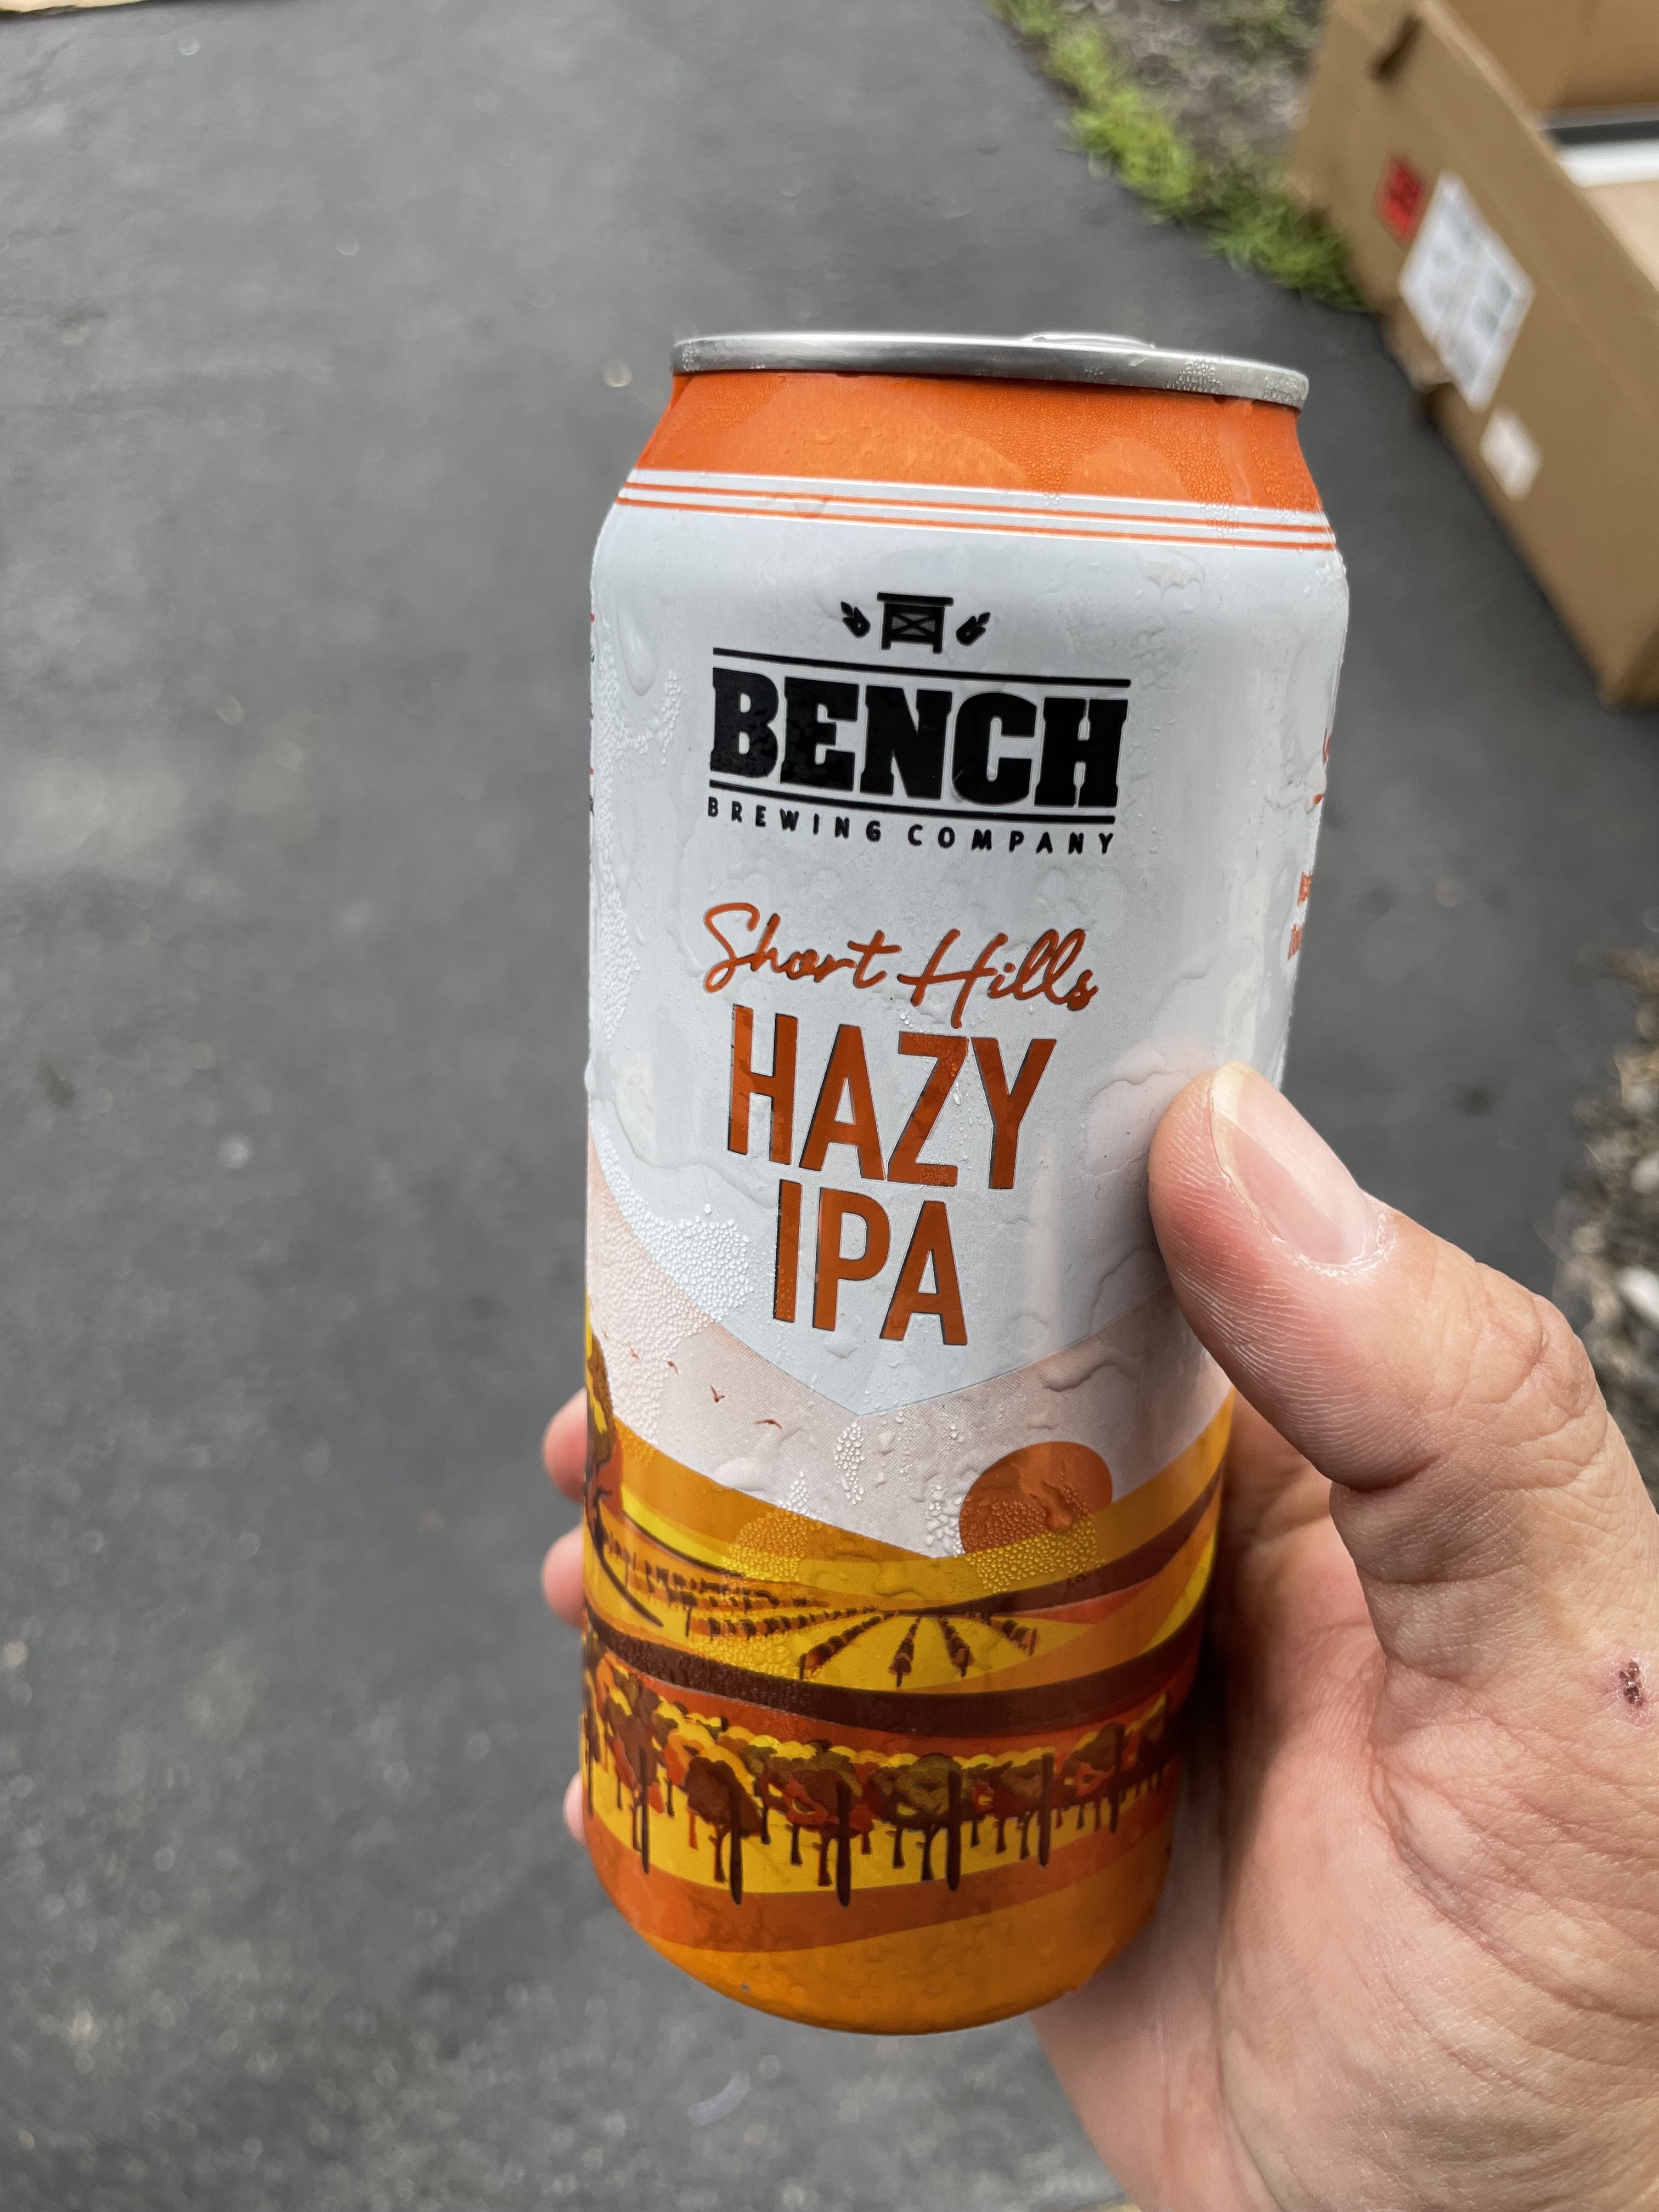 BENCH
BREWING COMPANY
Short Hills
HAZY
IPA